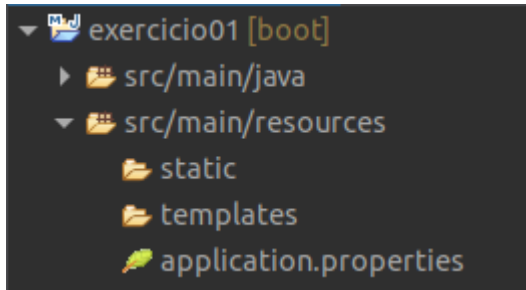 exercicio01 [boot]
src/main/java
src/main/resources
static
templates
application.properties